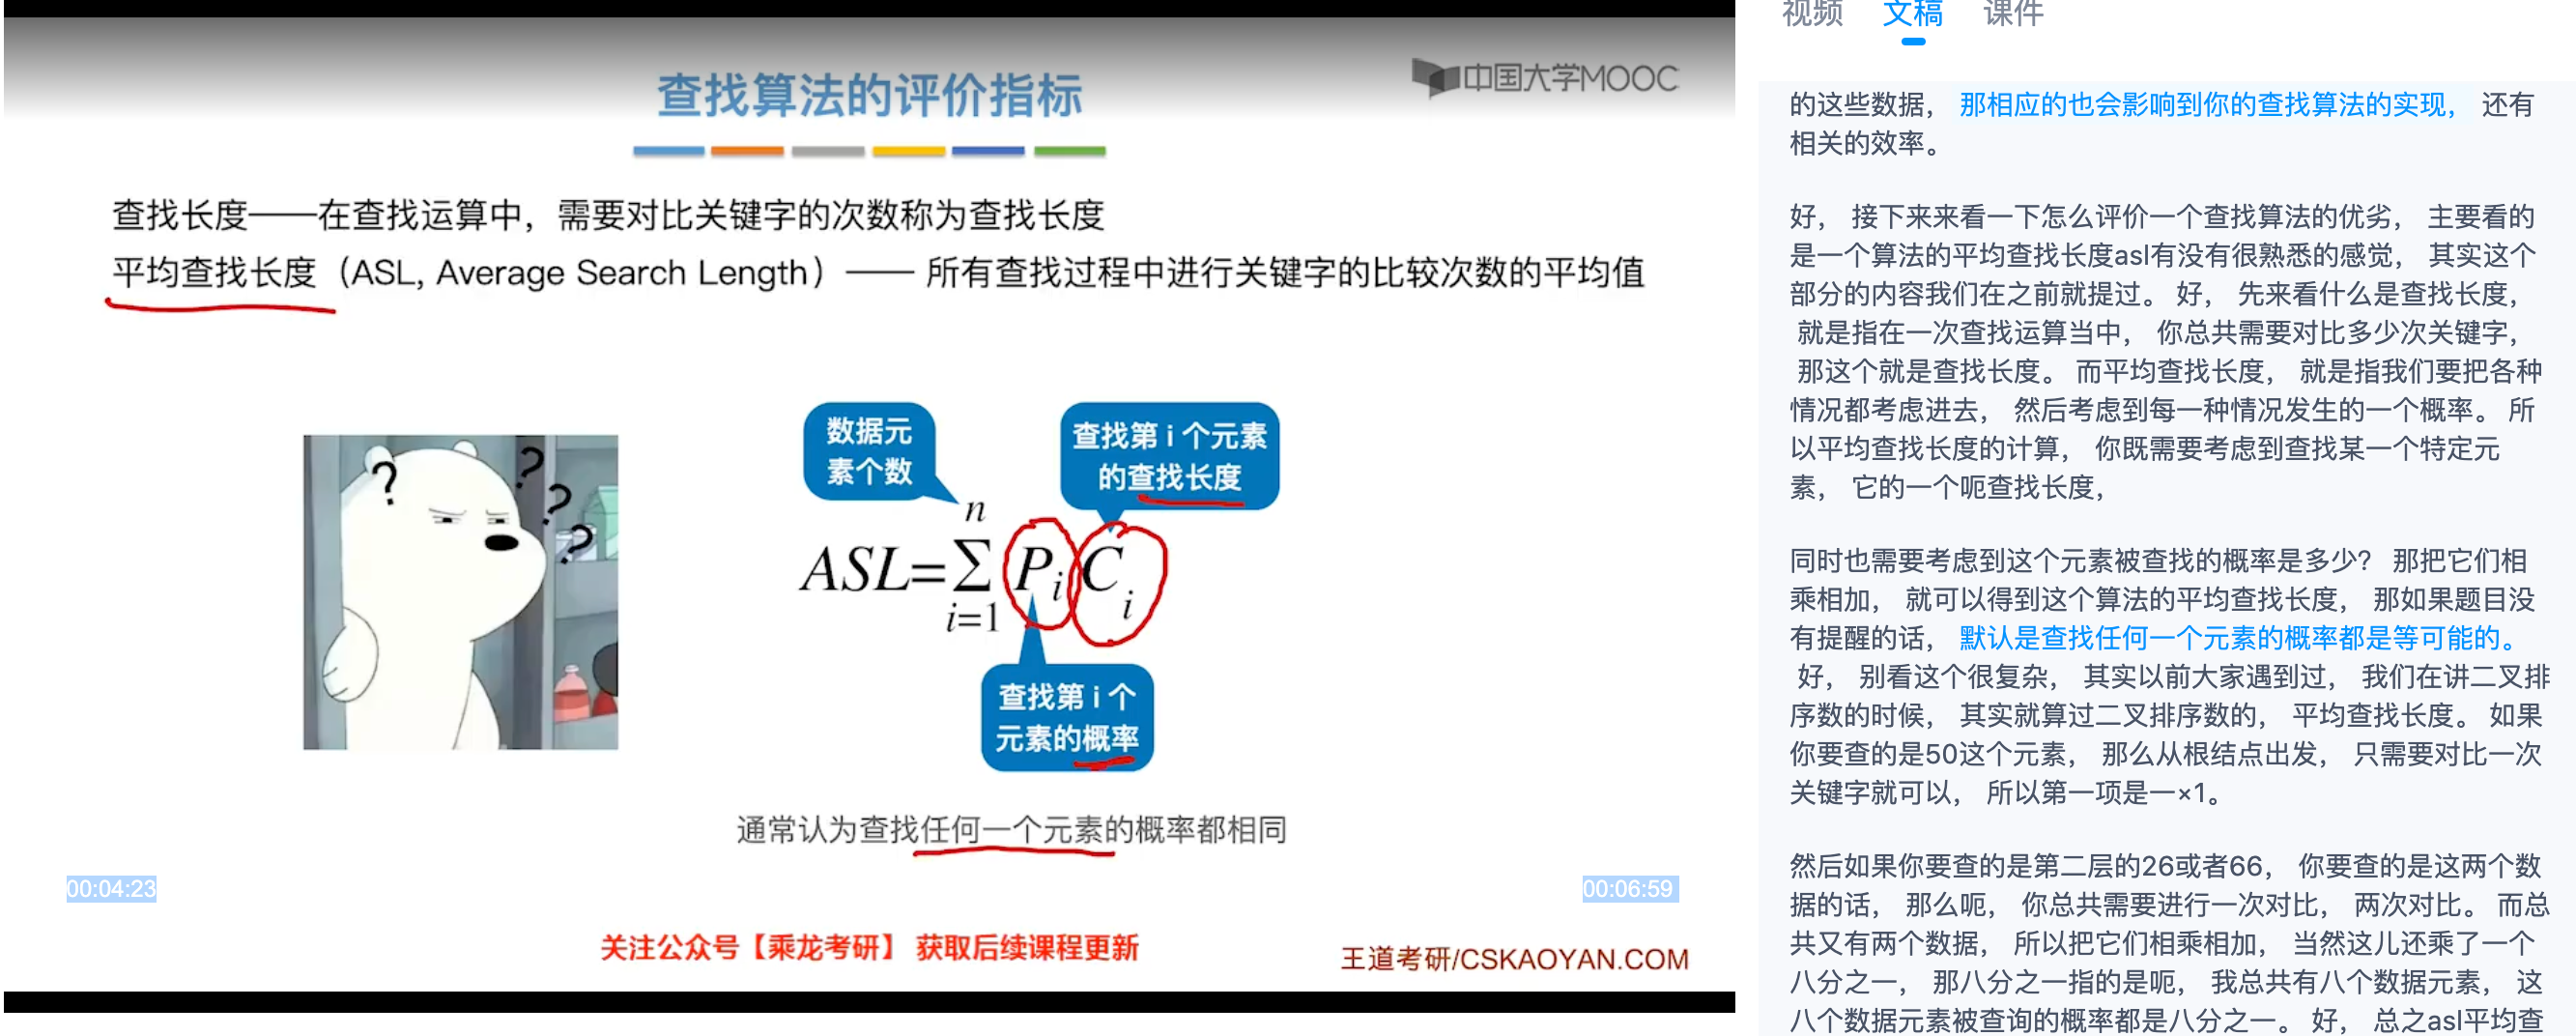 查找算法的评价指标
中国大学MOOC
查找长度——在查找运算中，需要对比关键字的次数称为查找长度
平均查找长度（ASL, Average Search Length）—— 所有查找过程中进行关键字的比较次数的平均值
数据元
素个数
查找第 i 个元素
的查找长度
ASL=∑ᵢ₌₁ⁿ PᵢCᵢ
查找第 i 个
元素的概率
? ? ? ?
通常认为查找任何一个元素的概率都相同
00:04:23
00:06:59
关注公众号【乘龙考研】 获取后续课程更新
王道考研/CSKAOYAN.COM
视频 文稿 课件
的这些数据， 那相应的也会影响到你的查找算法的实现， 还有
相关的效率。
好， 接下来来看一下怎么评价一个查找算法的优劣， 主要看的
是一个算法的平均查找长度asl有没有很熟悉的感觉， 其实这个
部分的内容我们在之前就提过。 好， 先来看什么是查找长度，
就是指在一次查找运算当中， 你总共需要对比多少次关键字，
那这个就是查找长度。 而平均查找长度， 就是指我们要把各种
情况都考虑进去， 然后考虑到每一种情况发生的一个概率。 所
以平均查找长度的计算， 你既需要考虑到查找某一个特定元
素， 它的一个呃查找长度，
同时也需要考虑到这个元素被查找的概率是多少? 那把它们相
乘相加， 就可以得到这个算法的平均查找长度， 那如果题目没
有提醒的话， 默认是查找任何一个元素的概率都是等可能的。
好， 别看这个很复杂， 其实以前大家遇到过， 我们在讲二叉排
序数的时候， 其实就算过二叉排序数的， 平均查找长度。 如果
你要查的是50这个元素， 那么从根结点出发， 只需要对比一次
关键字就可以， 所以第一项是一×1。
然后如果你要查的是第二层的26或者66， 你要查的是这两个数
据的话， 那么呃， 你总共需要进行一次对比， 两次对比。 而总
共又有两个数据， 所以把它们相乘相加， 当然这儿还乘了一个
八分之一， 那八分之一指的是呃， 我总共有八个数据元素， 这
八个数据元素被查询的概率都是八分之一。 好， 总之asl平均查